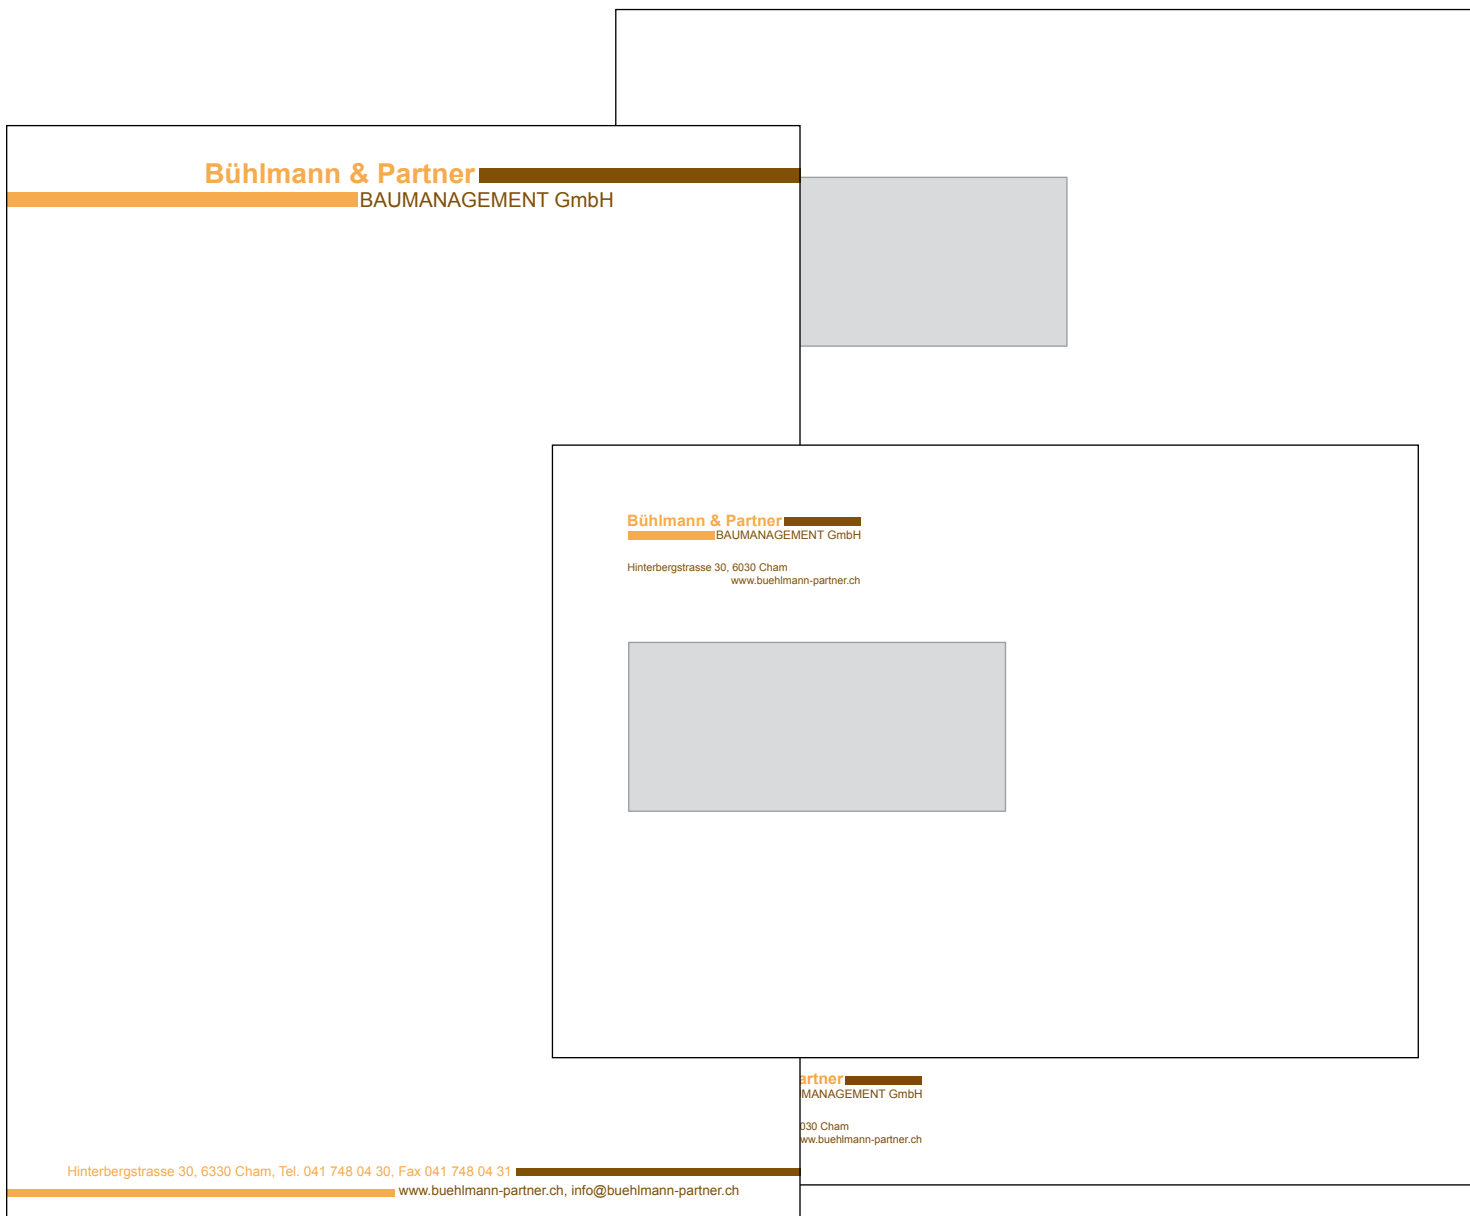 Bühlmann & Partner
BAUMANAGEMENT GmbH
Bühlmann & Partner
BAUMANAGEMENT GmbH
Hinterbergstrasse 30, 6030 Cham
www.buehlmann-partner.ch
artner
MANAGEMENT GmbH
030 Cham
ww.buehlmann-partner.ch
Hinterbergstrasse 30, 6330 Cham, Tel. 041 748 04 30, Fax 041 748 04 31
www.buehlmann-partner.ch, info@buehlmann-partner.ch